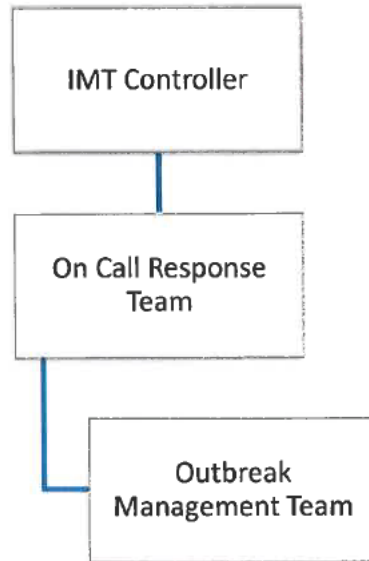 IMT Controller
On Call Response
Team
Outbreak
Management Team